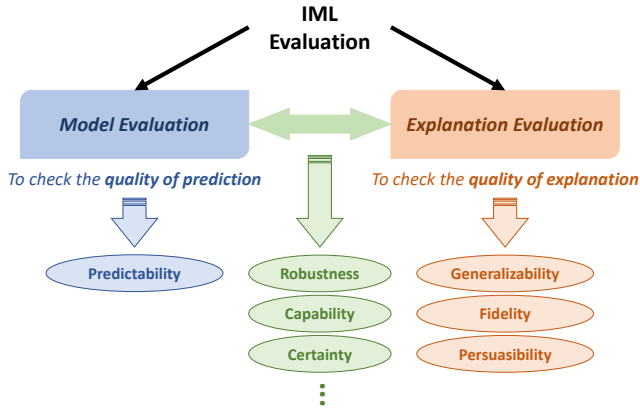 IML
Evaluation
Model Evaluation
Explanation Evaluation
To check the quality of prediction
To check the quality of explanation
Predictability
Robustness
Generalizability
Capability
Fidelity
Certainty
Persuasibility